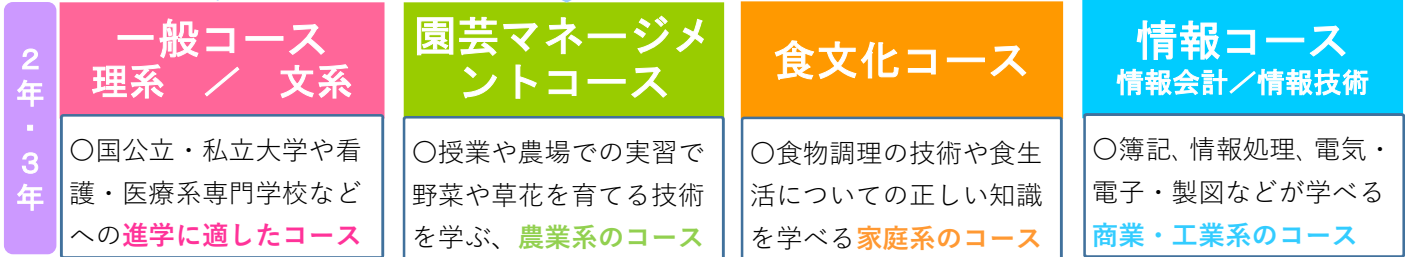 2年・3年
一般コース
理系 ／ 文系
〇国公立・私立大学や看
護・医療系専門学校など
への進学に適したコース
園芸マネージメ
ントコース
〇授業や農場での実習で
野菜や草花を育てる技術
を学ぶ、農業系のコース
食文化コース
〇食物調理の技術や食生
活についての正しい知識
を学べる家庭系のコース
情報コース
情報会計／情報技術
〇簿記、情報処理、電気・
電子・製図などが学べる
商業・工業系のコース